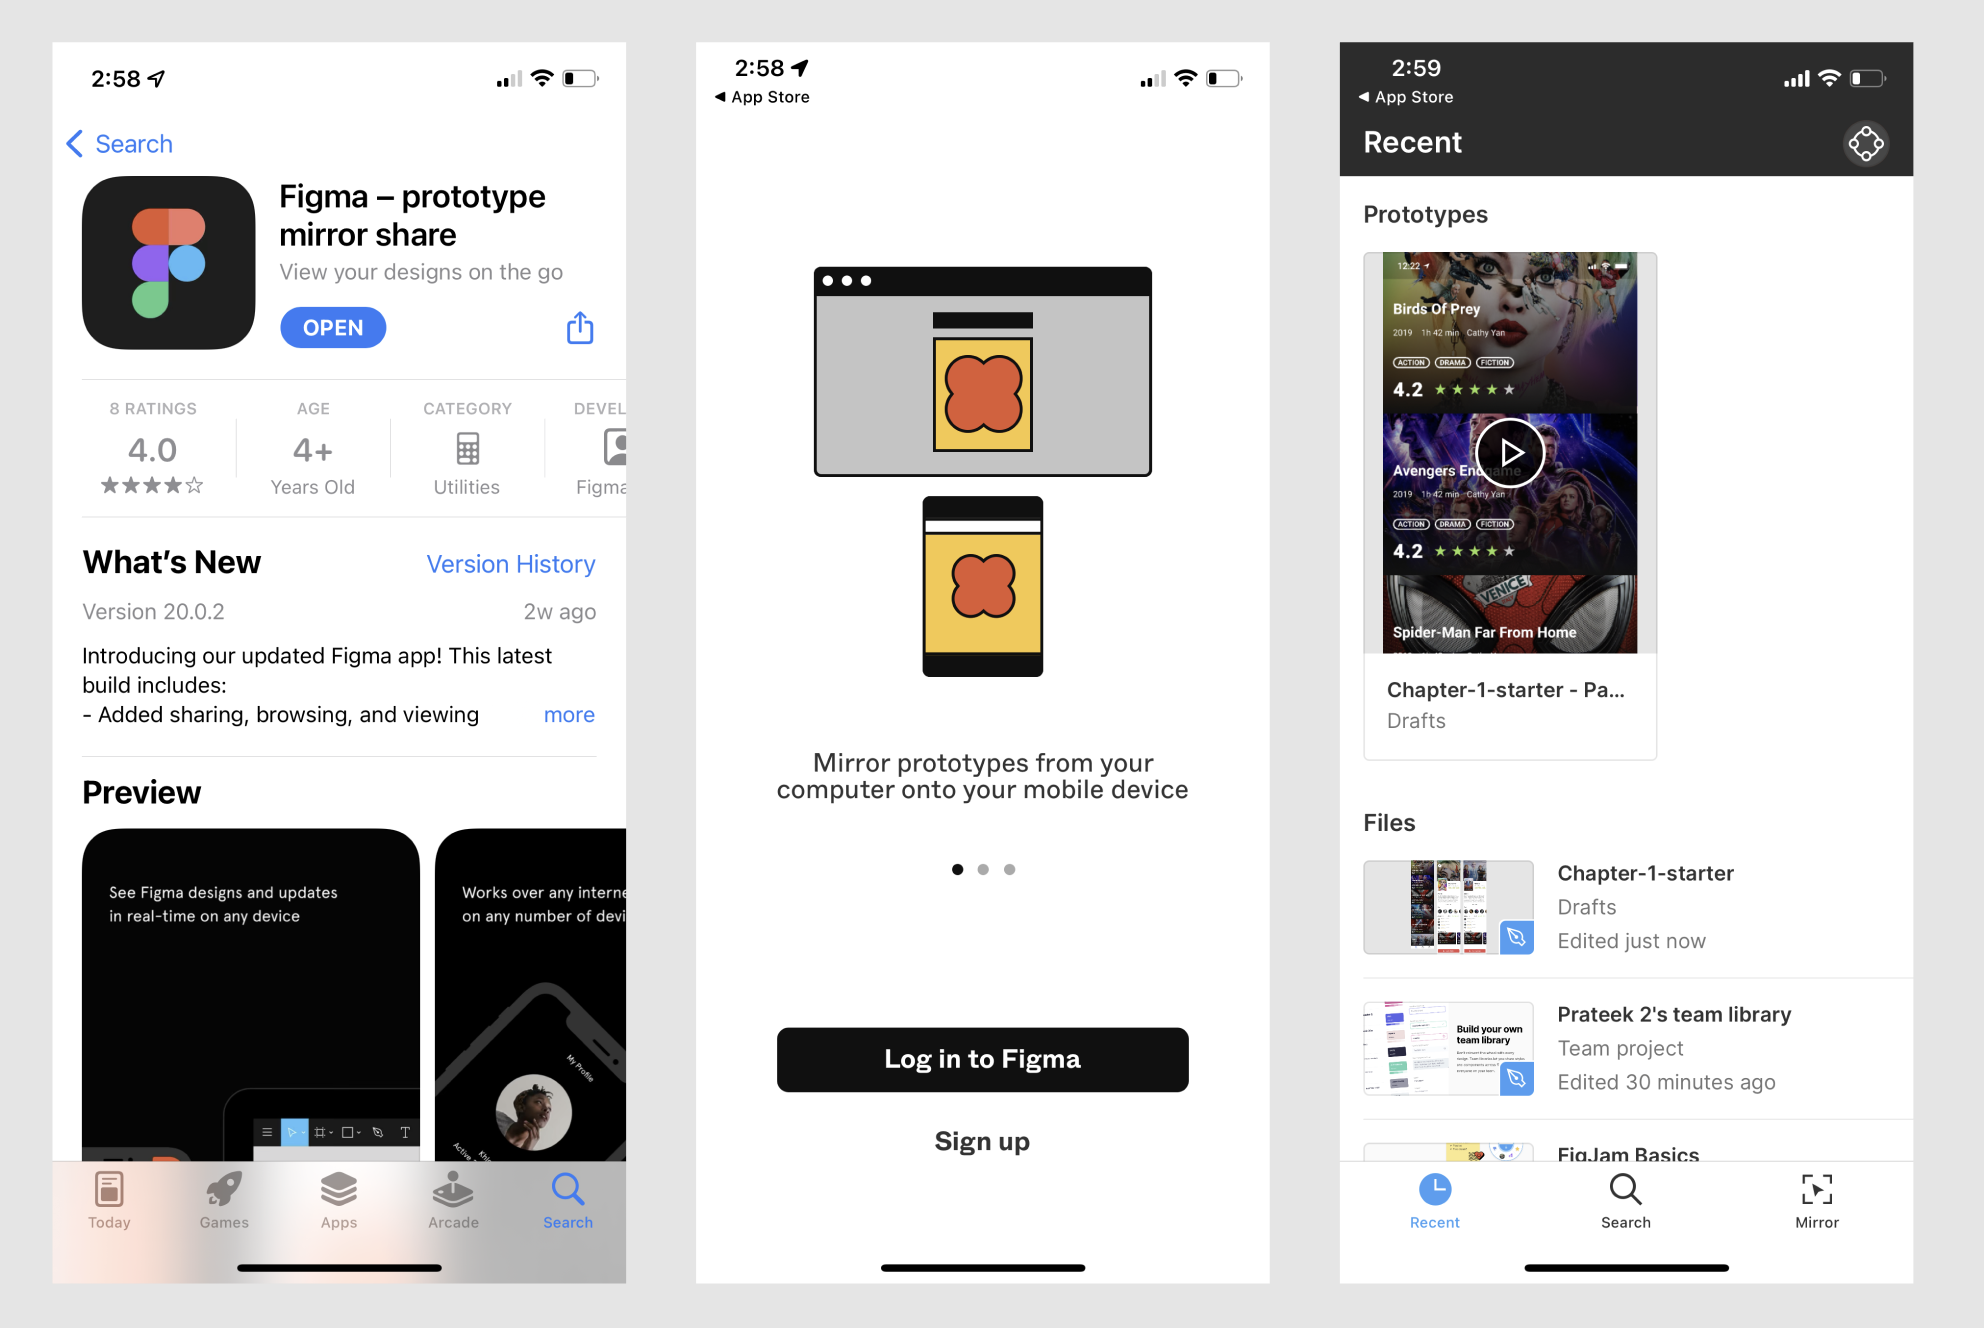 2:58
Search
Figma – prototype
mirror share
View your designs on the go
OPEN
8 RATINGS
4.0
AGE
4+
Years Old
CATEGORY
Utilities
DEVEL
Figma
What's New
Version History
Version 20.0.2
2w ago
Introducing our updated Figma app! This latest
build includes:
- Added sharing, browsing, and viewing
more
Preview
See Figma designs and updates
in real-time on any device
Works over any interne
on any number of devi
My Profile
Active
T
Today
Games
Apps
Arcade
Search
2:58
App Store
Mirror prototypes from your
computer onto your mobile device
Log in to Figma
Sign up
2:59
App Store
Recent
Prototypes
12:22
Birds Of Prey
2019 1h 42 min Cathy Yan
ACTION DRAMA FICTION
4.2
Avengers Endgame
2019 1h 42 min Cathy Yan
ACTION DRAMA FICTION
4.2
VENICE
Spider-Man Far From Home
Chapter-1-starter - Pa...
Drafts
Files
Chapter-1-starter
Drafts
Edited just now
Build your own
team library
Prateek 2's team library
Team project
Edited 30 minutes ago
FigJam Basics
Recent
Search
Mirror